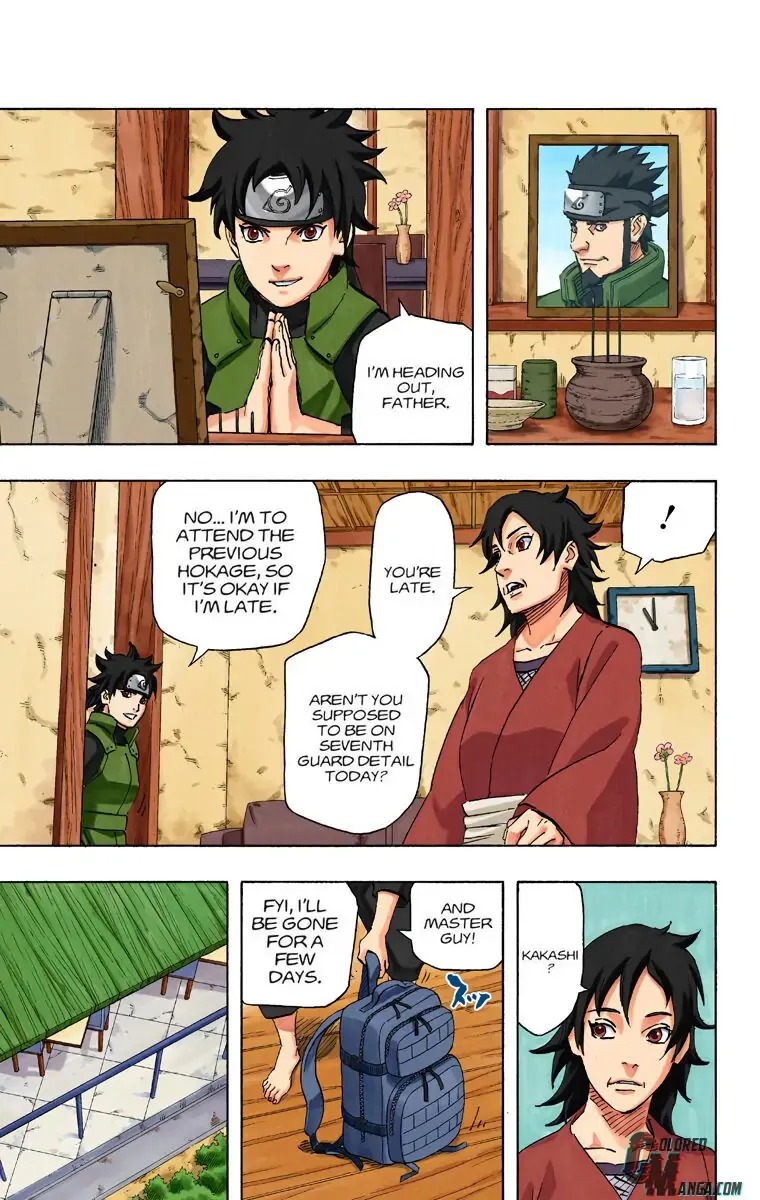 I'M HEADING
OUT,
FATHER.
!
YOU'RE
LATE.
AREN'T YOU
SUPPOSED
TO BE ON
SEVENTH
GUARD DETAIL
TODAY?
NO... I'M TO
ATTEND THE
PREVIOUS
HOKAGE, SO
IT'S OKAY IF
I'M LATE.
KAKASHI
?
AND
MASTER
GUY!
ズッ
FYI, I'LL
BE GONE
FOR A
FEW
DAYS.
COLORED
MANGA.COM